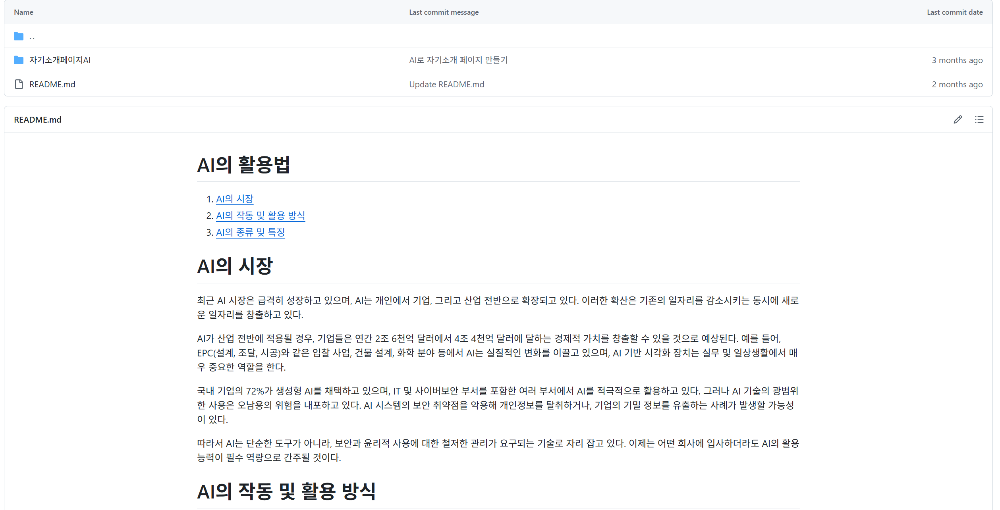 Name Last commit message Last commit date
..
자기소개페이지AI AI로 자기소개 페이지 만들기 3 months ago
README.md Update README.md 2 months ago
README.md
AI의 활용법
1. AI의 시장
2. AI의 작동 및 활용 방식
3. AI의 종류 및 특징
AI의 시장
최근 AI 시장은 급격히 성장하고 있으며, AI는 개인에서 기업, 그리고 산업 전반으로 확장되고 있다. 이러한 확산은 기존의 일자리를 감소시키는 동시에 새로
운 일자리를 창출하고 있다.
AI가 산업 전반에 적용될 경우, 기업들은 연간 2조 6천억 달러에서 4조 4천억 달러에 달하는 경제적 가치를 창출할 수 있을 것으로 예상된다. 예를 들어,
EPC(설계, 조달, 시공)와 같은 입찰 사업, 건물 설계, 화학 분야 등에서 AI는 실질적인 변화를 이끌고 있으며, AI 기반 시각화 장치는 실무 및 일상생활에서 매
우 중요한 역할을 한다.
국내 기업의 72%가 생성형 AI를 채택하고 있으며, IT 및 사이버보안 부서를 포함한 여러 부서에서 AI를 적극적으로 활용하고 있다. 그러나 AI 기술의 광범위
한 사용은 오남용의 위험을 내포하고 있다. AI 시스템의 보안 취약점을 악용해 개인정보를 탈취하거나, 기업의 기밀 정보를 유출하는 사례가 발생할 가능성
이 있다.
따라서 AI는 단순한 도구가 아니라, 보안과 윤리적 사용에 대한 철저한 관리가 요구되는 기술로 자리 잡고 있다. 이제는 어떤 회사에 입사하더라도 AI의 활용
능력이 필수 역량으로 간주될 것이다.
AI의 작동 및 활용 방식